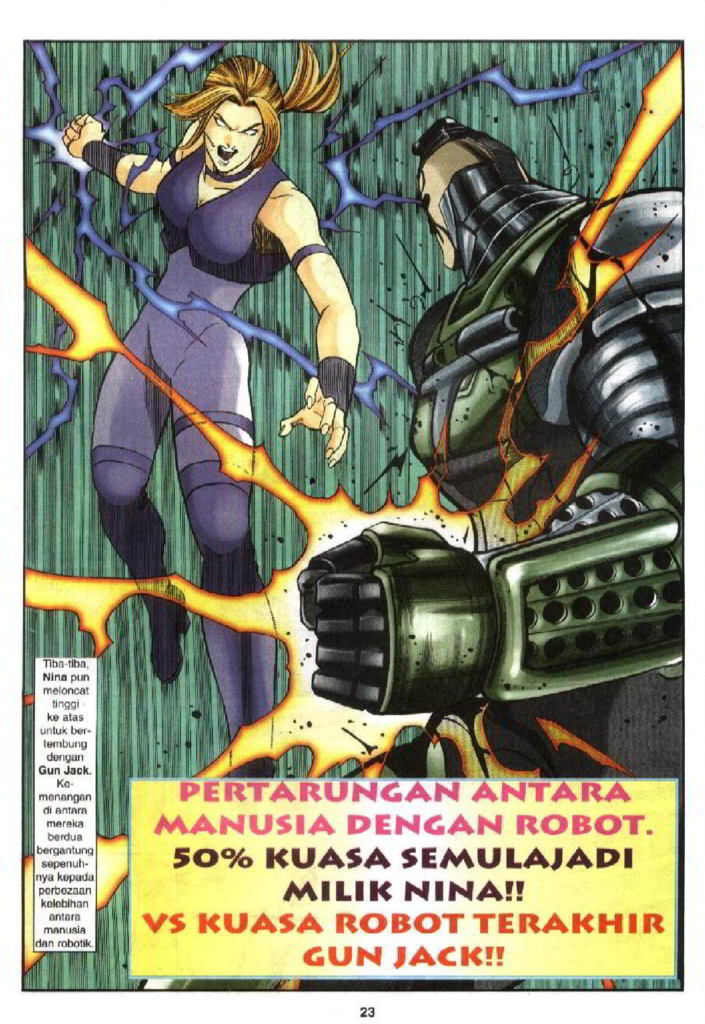 Tiba-tiba,
Nina pun
meloncat
tinggi
ke atas
untuk ber-
tembung
dengan
Gun Jack.
Ke-
menangan
di antara
mereka
berdua
bergantung
sepenuh-
nya kepada
perbezaan
kelebihan
antara
manusia
dan robotik.
PERTARUNGAN ANTARA
MANUSIA DENGAN ROBOT.
50% KUASA SEMULAJADI
MILIK NINA!!
VS KUASA ROBOT TERAKHIR
GUN JACK!!
23